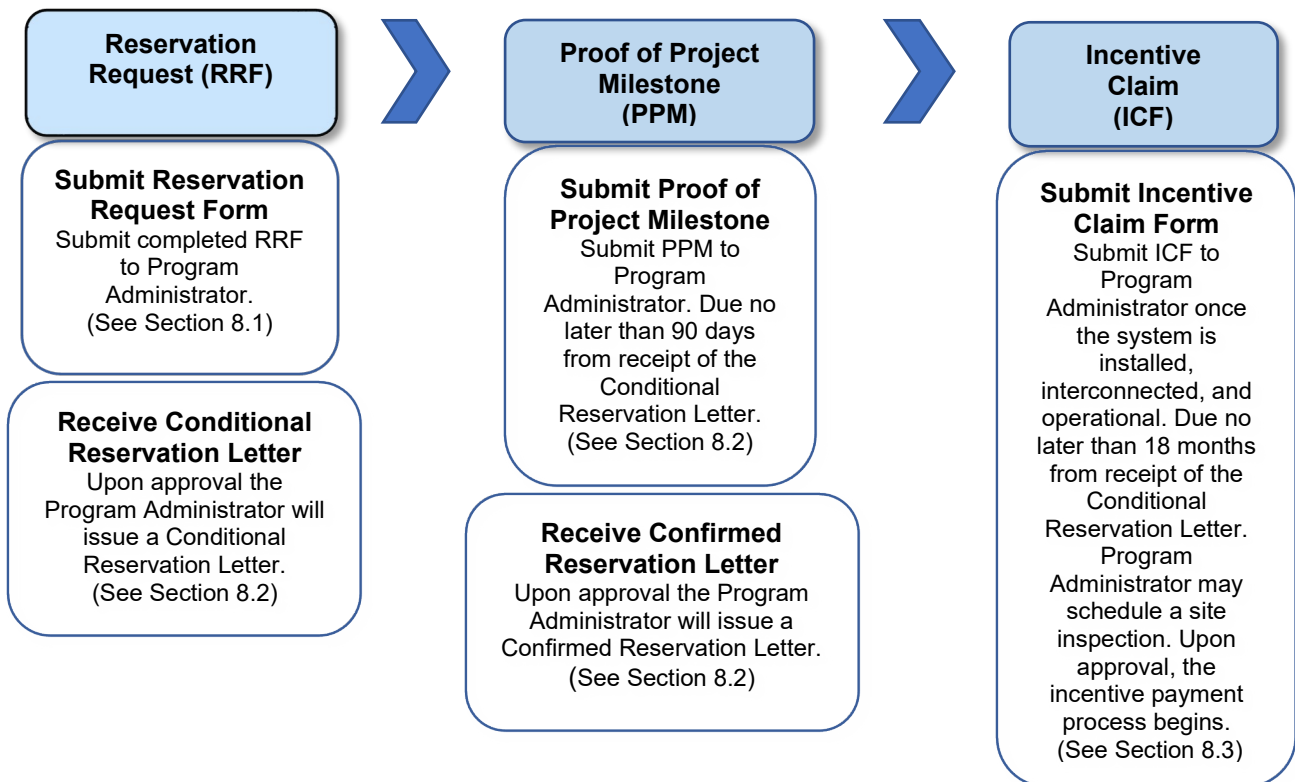 Reservation
Request (RRF)
Submit Reservation
Request Form
Submit completed RRF
to Program
Administrator.
(See Section 8.1)
Receive Conditional
Reservation Letter
Upon approval the
Program Administrator will
issue a Conditional
Reservation Letter.
(See Section 8.2)
Proof of Project
Milestone
(PPM)
Submit Proof of
Project Milestone
Submit PPM to
Program
Administrator. Due no
later than 90 days
from receipt of the
Conditional
Reservation Letter.
(See Section 8.2)
Receive Confirmed
Reservation Letter
Upon approval the Program
Administrator will issue a
Confirmed Reservation Letter.
(See Section 8.2)
Incentive
Claim
(ICF)
Submit Incentive
Claim Form
Submit ICF to
Program
Administrator once
the system is
installed,
interconnected, and
operational. Due no
later than 18 months
from receipt of the
Conditional
Reservation Letter.
Program
Administrator may
schedule a site
inspection. Upon
approval, the
incentive payment
process begins.
(See Section 8.3)